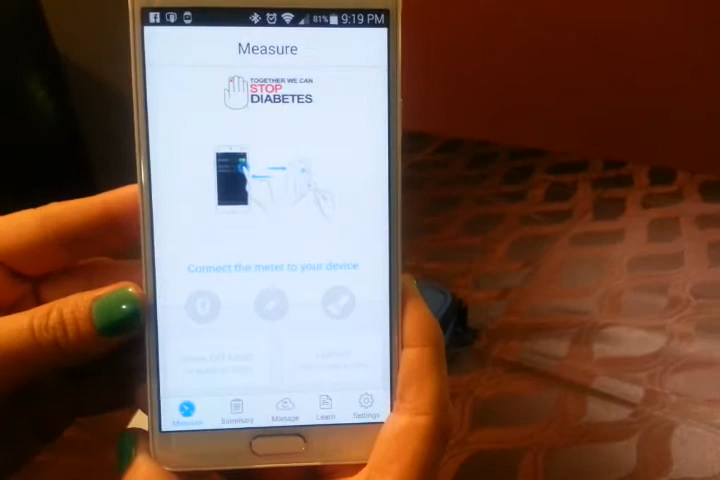 81% 9:19 PM
Measure
TOGETHER WE CAN
STOP
DIABETES
Connect the meter to your device
Measure Summary Manage Learn Settings